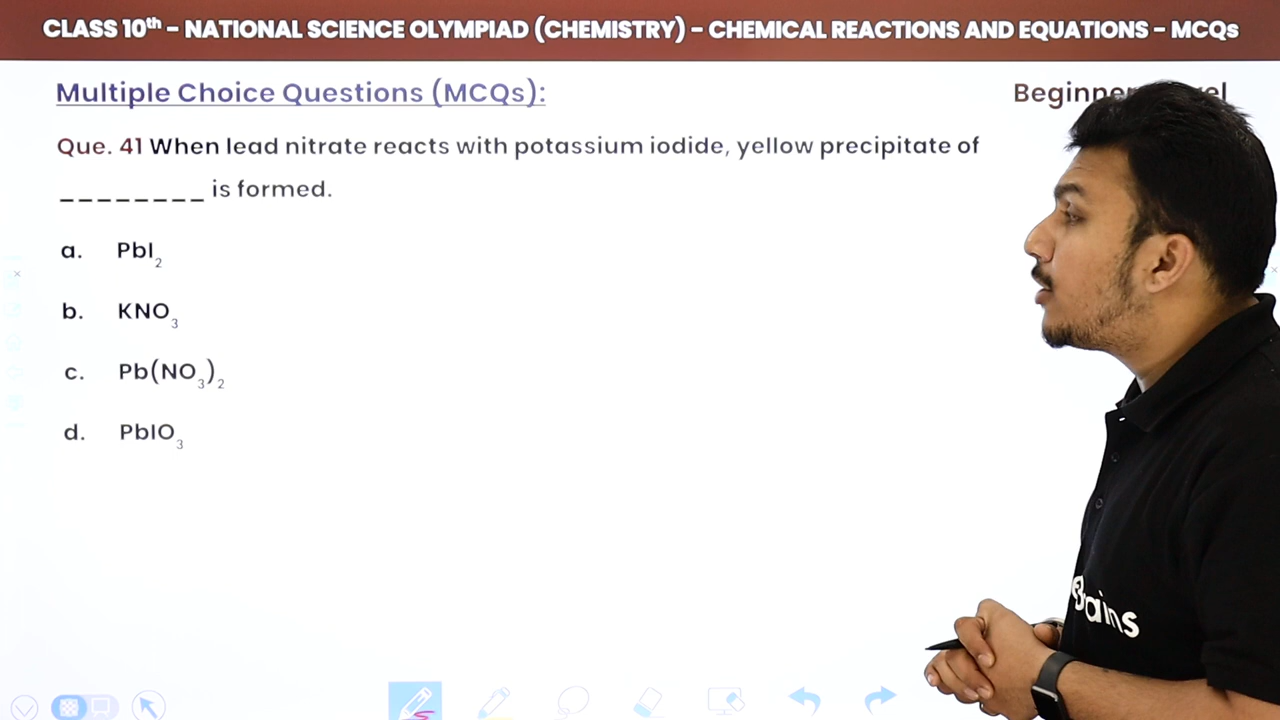 CLASS 10th – NATIONAL SCIENCE OLYMPIAD (CHEMISTRY) – CHEMICAL REACTIONS AND EQUATIONS – MCQs
Multiple Choice Questions (MCQs):
Que. 41 When lead nitrate reacts with potassium iodide, yellow precipitate of
________ is formed.
a. PbI₂
b. KNO₃
c. Pb(NO₃)₂
d. PbIO₃